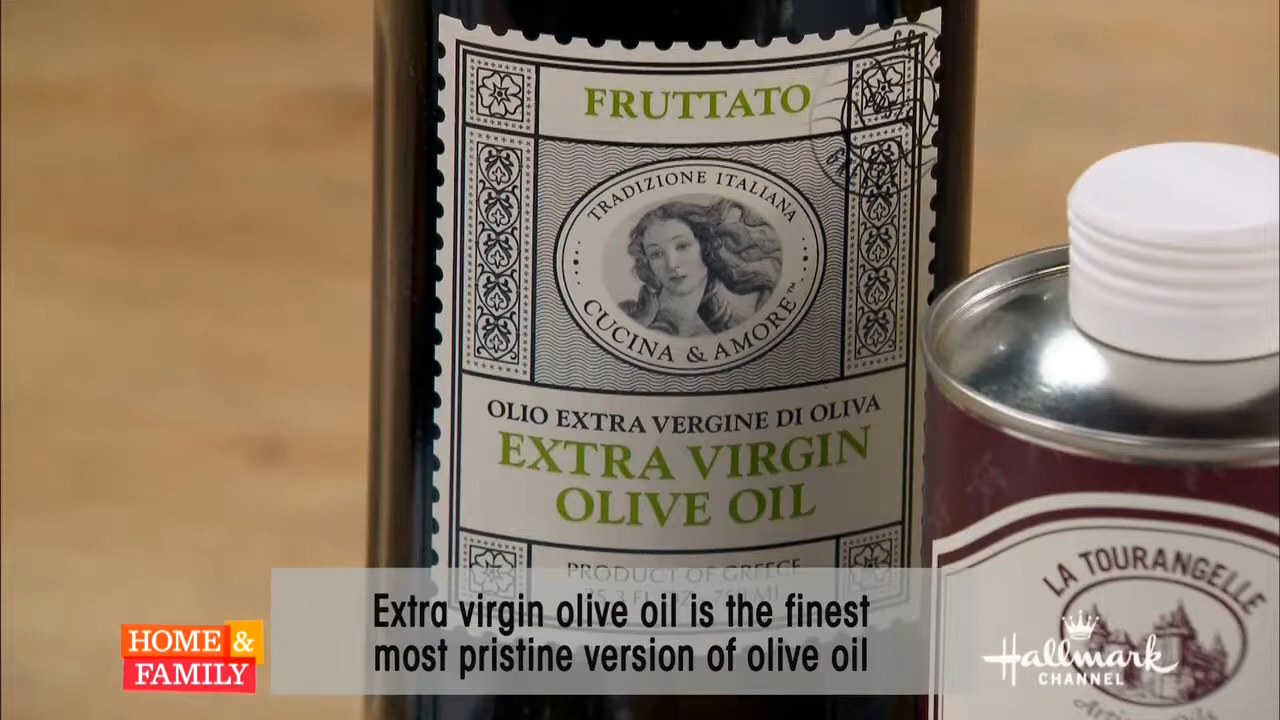 FRUTTATO
TRADIZIONE ITALIANA
CUCINA & AMORE™
OLIO EXTRA VERGINE DI OLIVA
EXTRA VIRGIN
OLIVE OIL
PRODUCT OF GREECE
LA TOURANGELLE
Extra virgin olive oil is the finest
most pristine version of olive oil
HOME &
FAMILY
Hallmark
CHANNEL